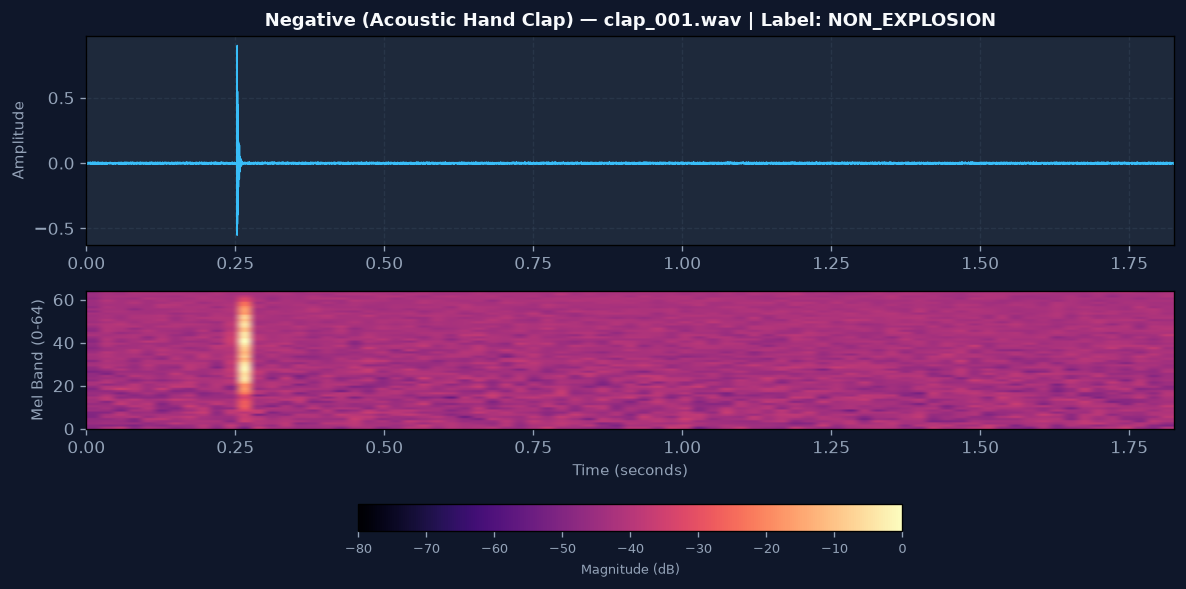 Negative (Acoustic Hand Clap) — clap_001.wav | Label: NON_EXPLOSION
Amplitude
0.5
0.0
−0.5
0.00 0.25 0.50 0.75 1.00 1.25 1.50 1.75
Mel Band (0-64)
60
40
20
0
0.00 0.25 0.50 0.75 1.00 1.25 1.50 1.75
Time (seconds)
−80 −70 −60 −50 −40 −30 −20 −10 0
Magnitude (dB)